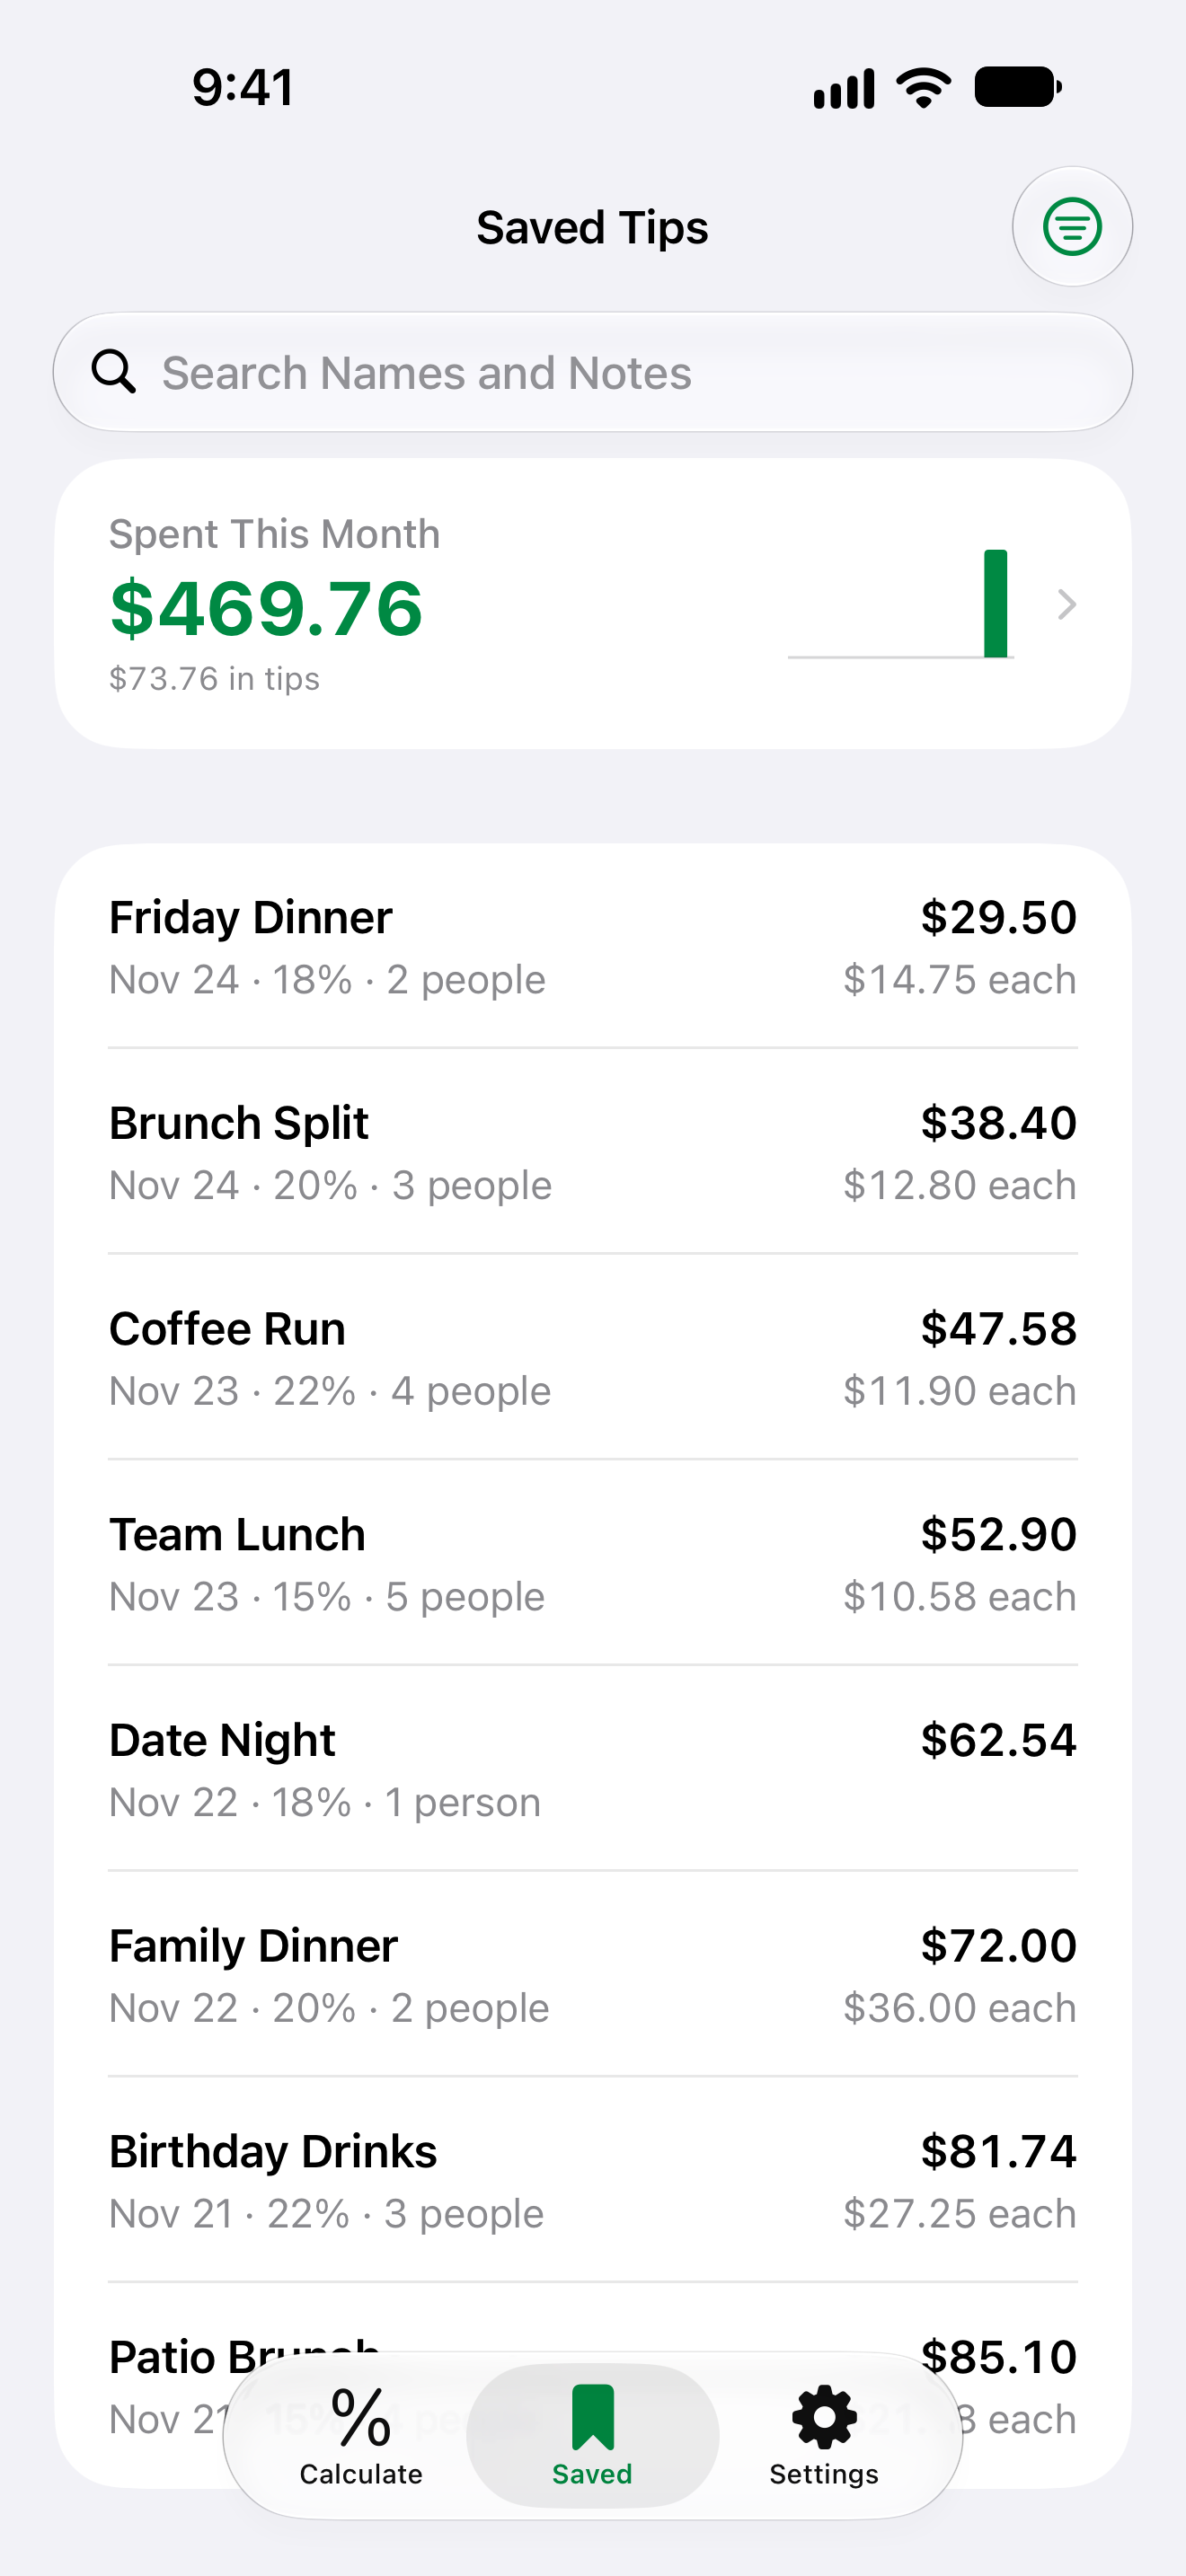 9:41
Saved Tips
Search Names and Notes
Spent This Month
$469.76
$73.76 in tips
Friday Dinner
$29.50
Nov 24 · 18% · 2 people
$14.75 each
Brunch Split
$38.40
Nov 24 · 20% · 3 people
$12.80 each
Coffee Run
$47.58
Nov 23 · 22% · 4 people
$11.90 each
Team Lunch
$52.90
Nov 23 · 15% · 5 people
$10.58 each
Date Night
$62.54
Nov 22 · 18% · 1 person
Family Dinner
$72.00
Nov 22 · 20% · 2 people
$36.00 each
Birthday Drinks
$81.74
Nov 21 · 22% · 3 people
$27.25 each
Patio Brunch
$85.10
Nov 21 15% each
Calculate
Saved
Settings